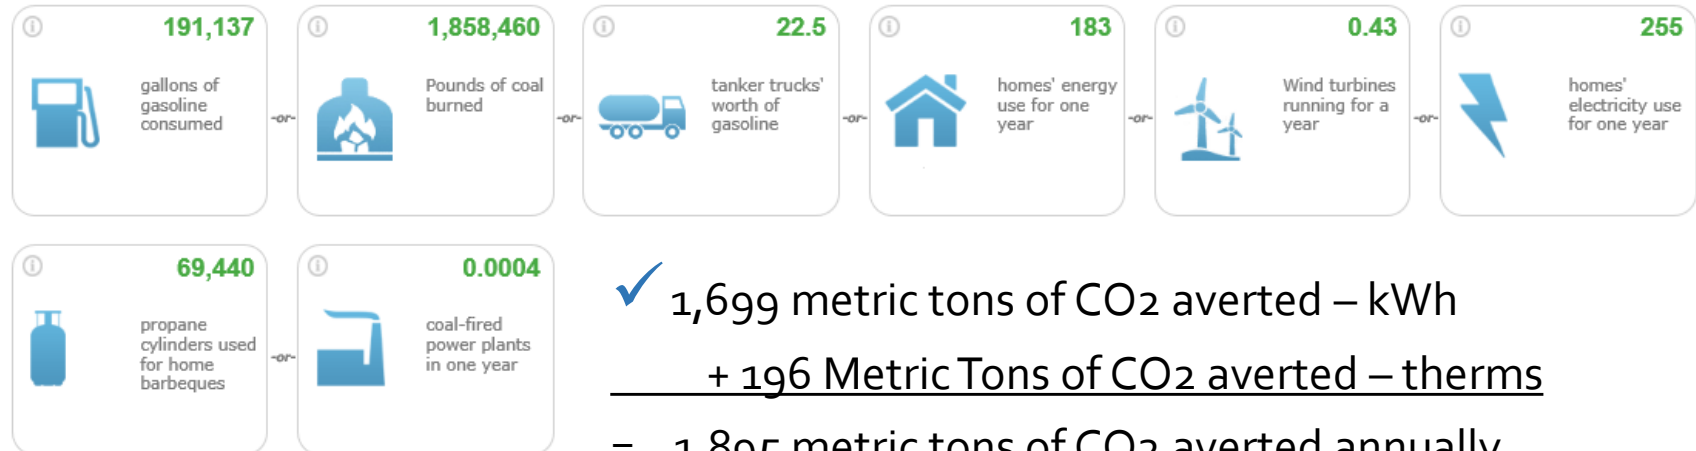 191,137
gallons of
gasoline
consumed
-or-
1,858,460
Pounds of coal
burned
-or-
22.5
tanker trucks'
worth of
gasoline
-or-
183
homes' energy
use for one
year
-or-
0.43
Wind turbines
running for a
year
-or-
255
homes'
electricity use
for one year
69,440
propane
cylinders used
for home
barbeques
-or-
0.0004
coal-fired
power plants
in one year
✓ 1,699 metric tons of CO2 averted – kWh
+ 196 Metric Tons of CO2 averted – therms
= 1,895 metric tons of CO2 averted annually